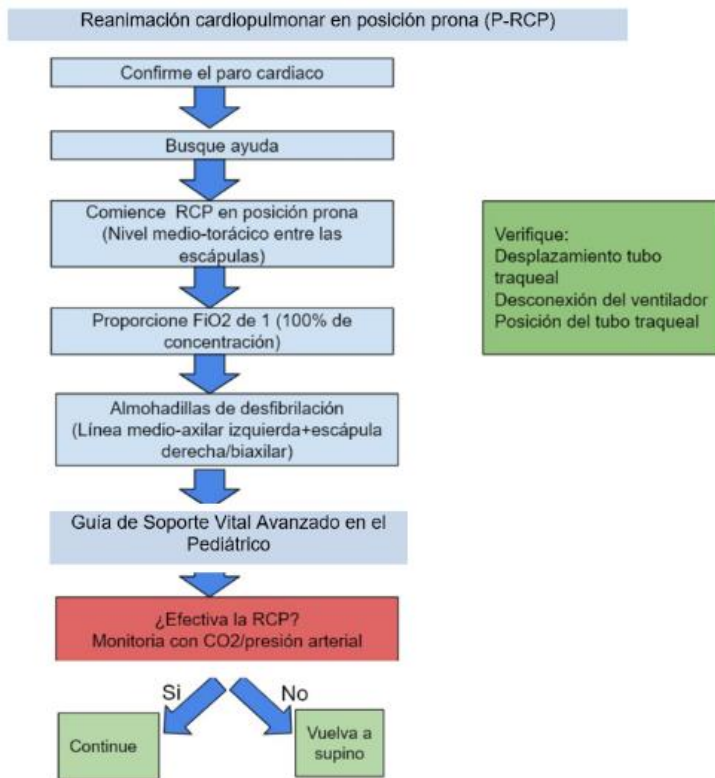 Reanimación cardiopulmonar en posición prona (P-RCP)
Confirme el paro cardiaco
Busque ayuda
Comience RCP en posición prona
(Nivel medio-torácico entre las
escápulas)
Verifique:
Desplazamiento tubo
traqueal
Desconexión del ventilador
Posición del tubo traqueal
Proporcione FiO2 de 1 (100% de
concentración)
Almohadillas de desfibrilación
(Línea medio-axilar izquierda+escápula
derecha/biaxilar)
Guía de Soporte Vital Avanzado en el
Pediátrico
¿Efectiva la RCP?
Monitoria con CO2/presión arterial
Si
No
Continue
Vuelva a
supino